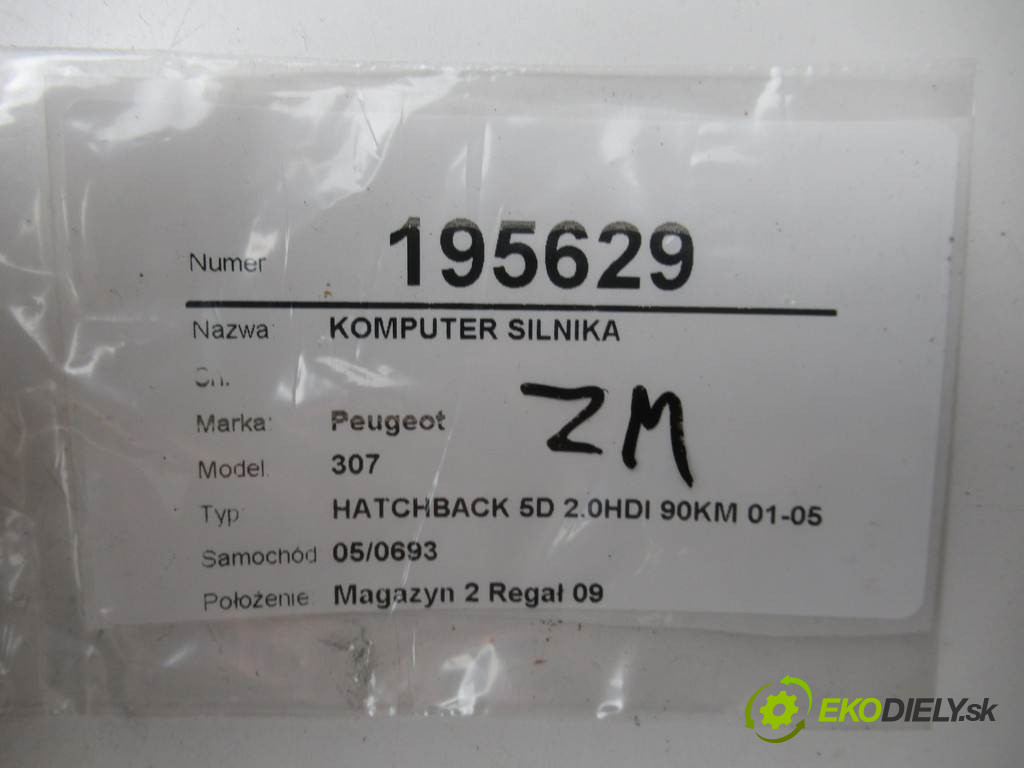 Numer 195629
Nazwa: KOMPUTER SILNIKA
Marka: Peugeot
ZM
Model: 307
Typ HATCHBACK 5D 2.0HDI 90KM 01-05
Samochód 05/0693
Położenie: Magazyn 2 Regał 09
EKODIELY.sk